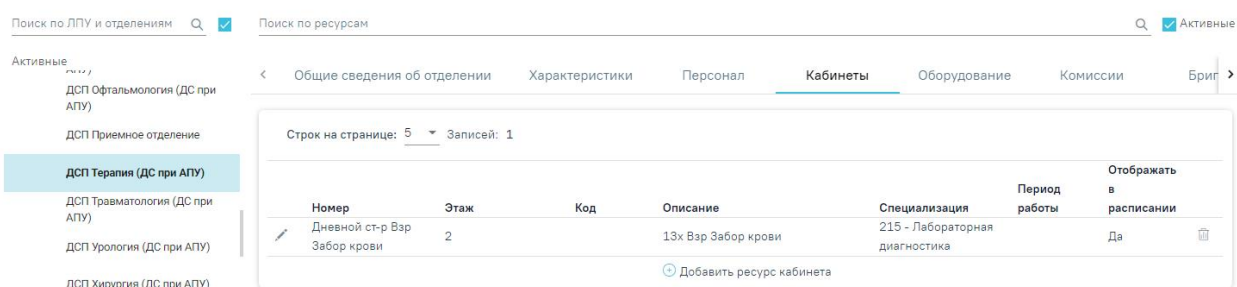 Поиск по ЛПУ и отделениям
Поиск по ресурсам
Активные
Активные
АПУ)
ДСП Офтальмология (ДС при
АПУ)
ДСП Приемное отделение
ДСП Терапия (ДС при АПУ)
ДСП Травматология (ДС при
АПУ)
ДСП Урология (ДС при АПУ)
ДСП Хирургия (ДС при АПУ)
Общие сведения об отделении
Характеристики
Персонал
Кабинеты
Оборудование
Комиссии
Бриг
Строк на странице: 5
Записей: 1
Номер
Этаж
Код
Описание
Специализация
Период
работы
Отображать
в
расписании
Дневной ст-р Взр
Забор крови
2
13х Взр Забор крови
215 - Лабораторная
диагностика
Да
Добавить ресурс кабинета